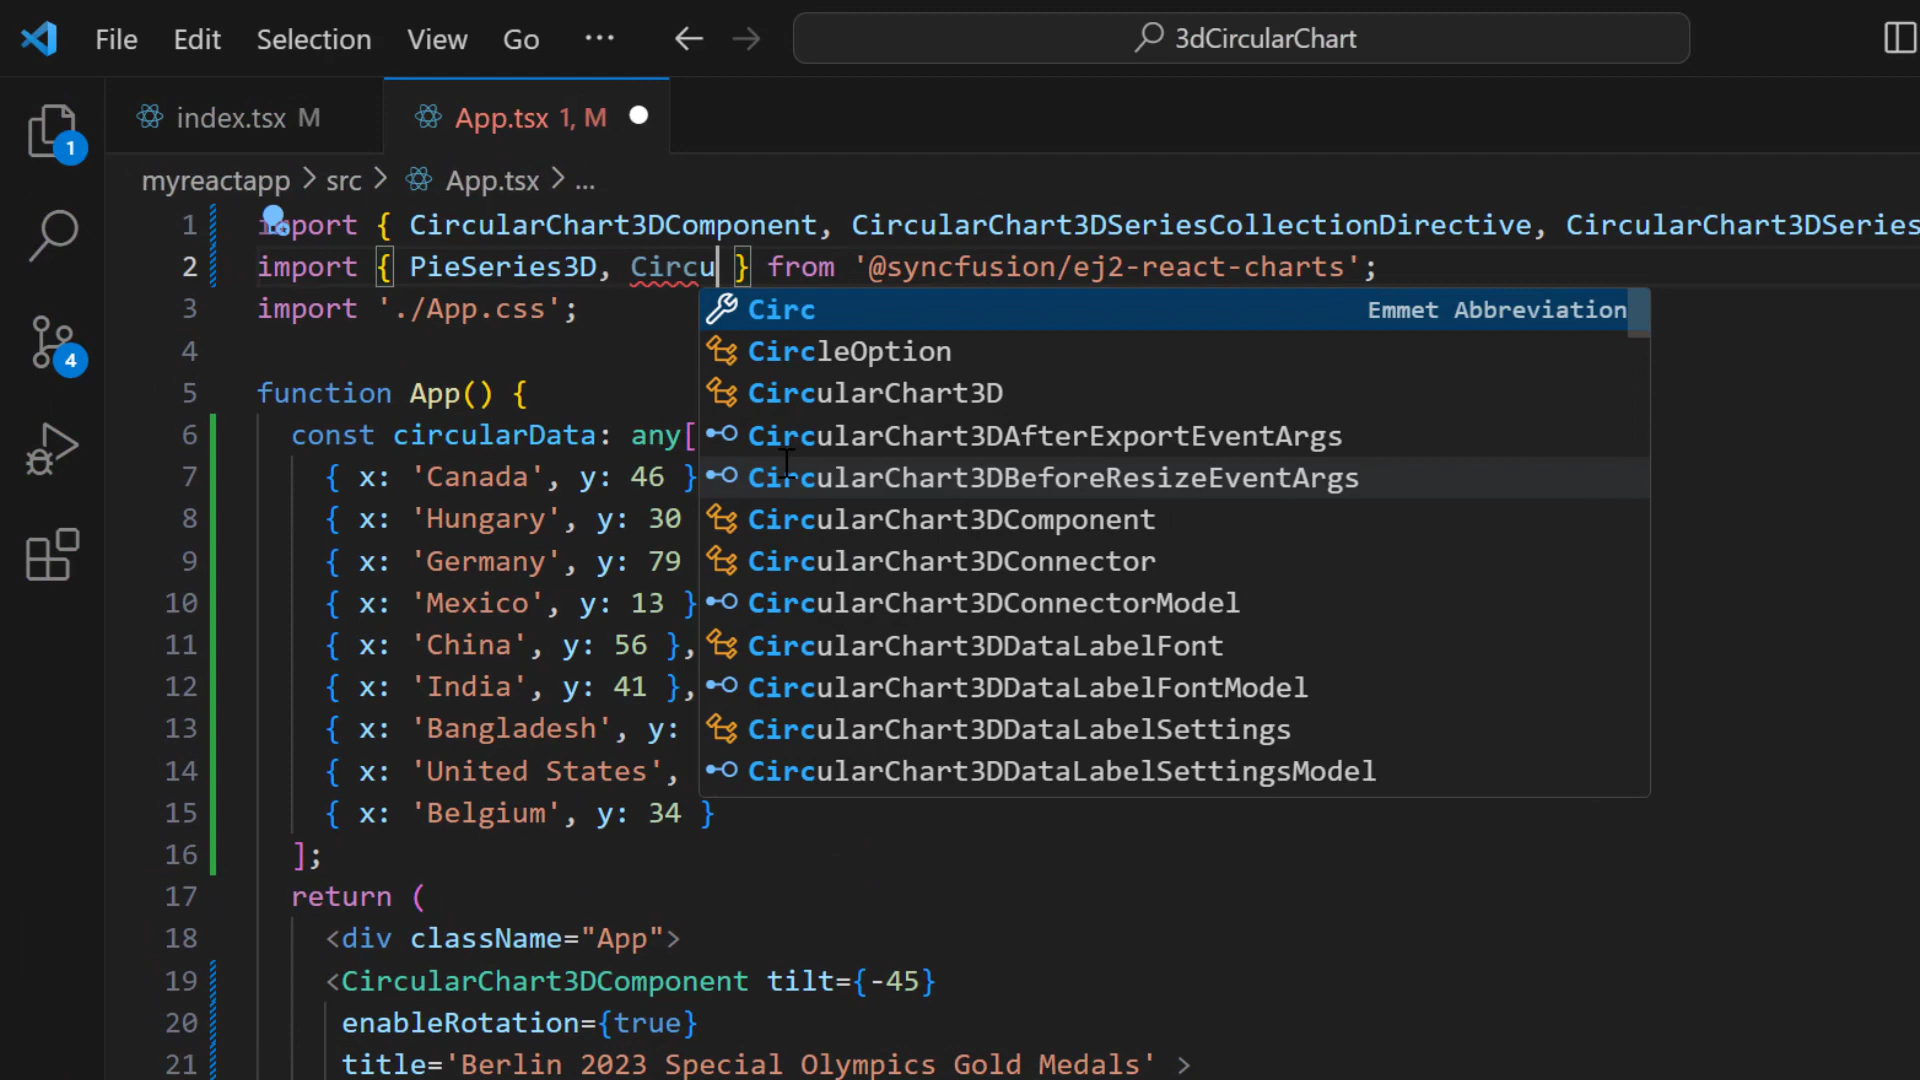 File Edit Selection View Go ··· 3dCircularChart
index.tsx M App.tsx 1, M
myreactapp > src > App.tsx > ...
1 import { CircularChart3DComponent, CircularChart3DSeriesCollectionDirective, CircularChart3DSeries
2 import { PieSeries3D, Circu } from '@syncfusion/ej2-react-charts';
3 import './App.css';
Circ Emmet Abbreviation
4
CircleOption
5 function App() {
CircularChart3D
6 const circularData: any[
CircularChart3DAfterExportEventArgs
7 { x: 'Canada', y: 46 }
CircularChart3DBeforeResizeEventArgs
8 { x: 'Hungary', y: 30
CircularChart3DComponent
9 { x: 'Germany', y: 79
CircularChart3DConnector
10 { x: 'Mexico', y: 13 }
CircularChart3DConnectorModel
11 { x: 'China', y: 56 },
CircularChart3DDataLabelFont
12 { x: 'India', y: 41 },
CircularChart3DDataLabelFontModel
13 { x: 'Bangladesh', y:
CircularChart3DDataLabelSettings
14 { x: 'United States',
CircularChart3DDataLabelSettingsModel
15 { x: 'Belgium', y: 34 }
16 ];
17 return (
18 <div className="App">
19 <CircularChart3DComponent tilt={-45}
20 enableRotation={true}
21 title='Berlin 2023 Special Olympics Gold Medals' >
1
4